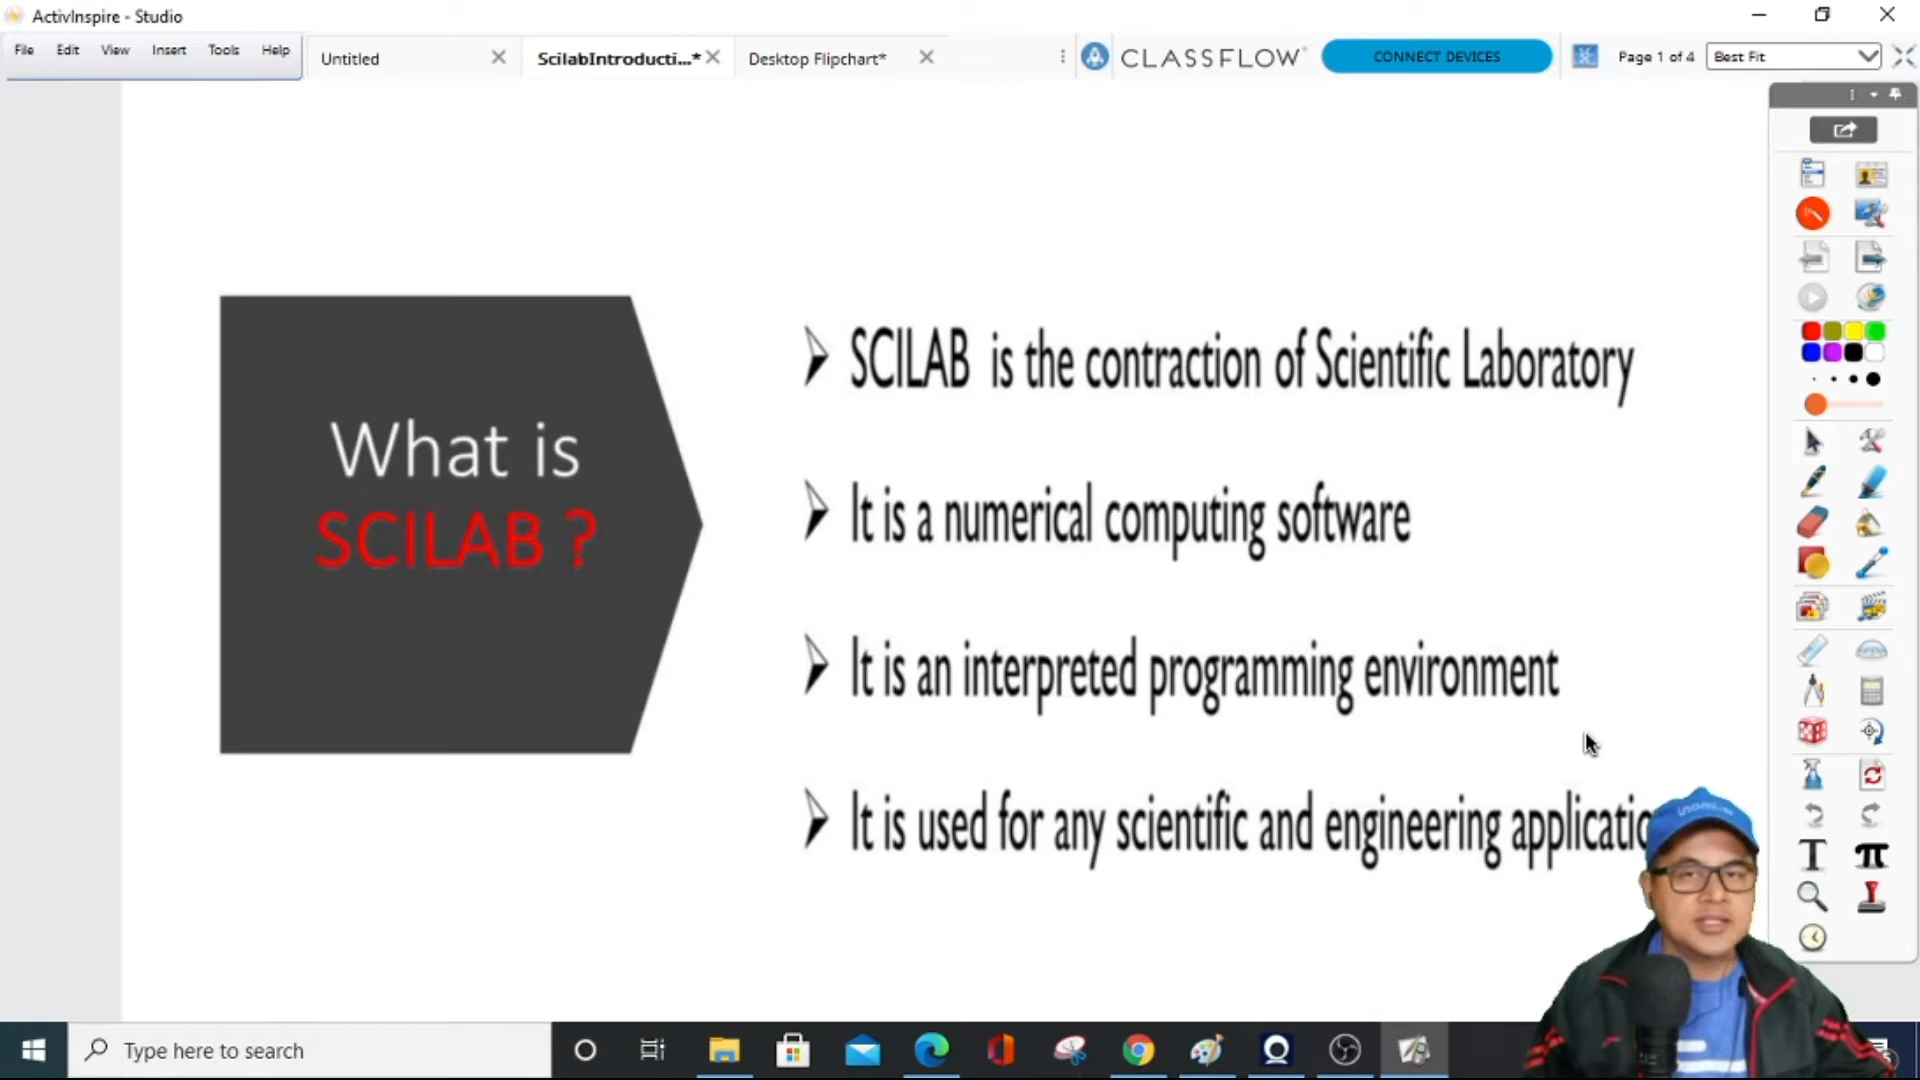 ActivInspire - Studio
File Edit View Insert Tools Help
Untitled
ScilabIntroducti...*
Desktop Flipchart*
CLASSFLOW
CONNECT DEVICES
Page 1 of 4
Best Fit
What is
SCILAB ?
SCILAB is the contraction of Scientific Laboratory
It is a numerical computing software
It is an interpreted programming environment
It is used for any scientific and engineering applicatio
T
π
Type here to search